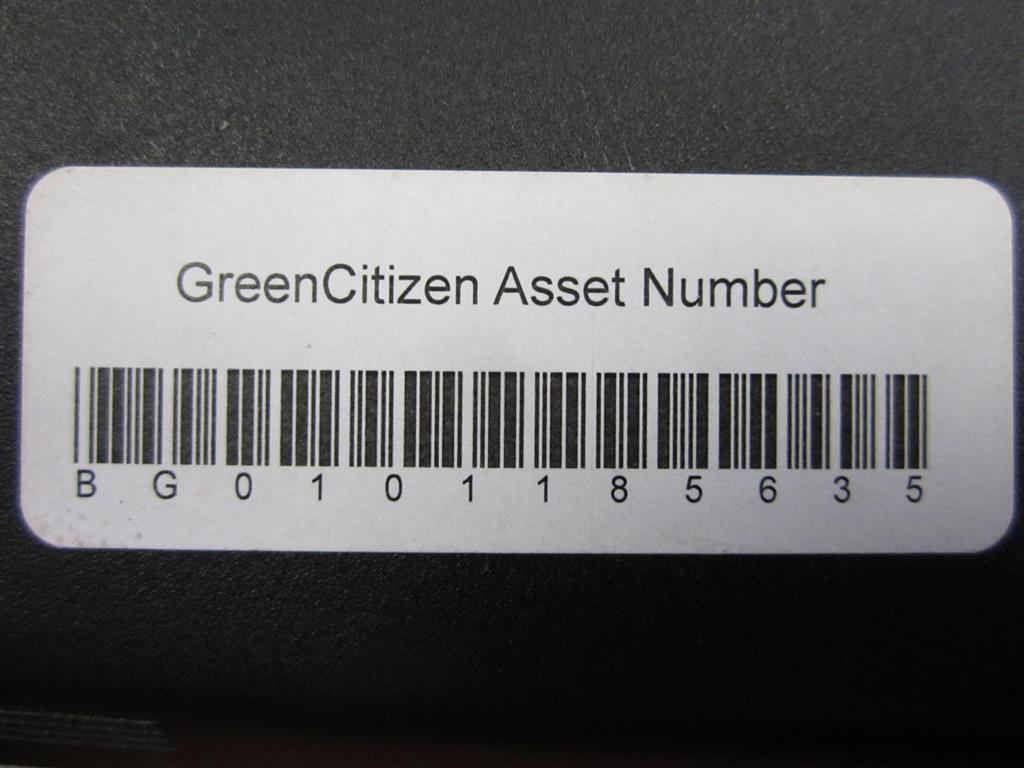 GreenCitizen Asset Number
B G 0 1 0 1 1 8 5 6 3 5